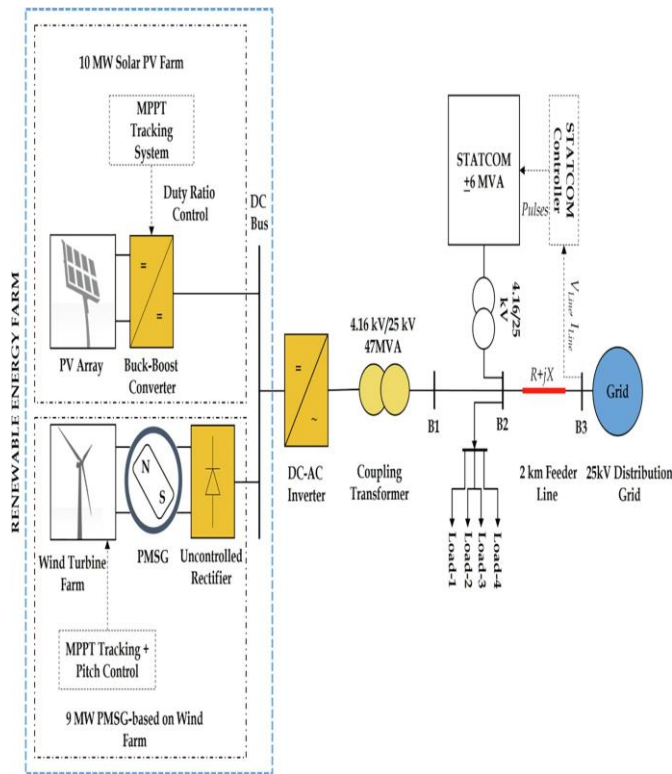 RENEWABLE ENERGY FARM
10 MW Solar PV Farm
MPPT
Tracking
System
Duty Ratio
Control
DC
Bus
=
=
PV Array
Buck-Boost
Converter
N
S
Wind Turbine
Farm
PMSG
Uncontrolled
Rectifier
MPPT Tracking +
Pitch Control
9 MW PMSG-based on Wind
Farm
=
~
DC-AC
Inverter
4.16 kV/25 kV
47MVA
Coupling
Transformer
B1
STATCOM
±6 MVA
Pulses
STATCOM
Controller
V Line, I Line
4.16/25
kV
R+jX
B2
B3
Grid
2 km Feeder
Line
25kV Distribution
Grid
Load-1
Load-2
Load-3
Load-4